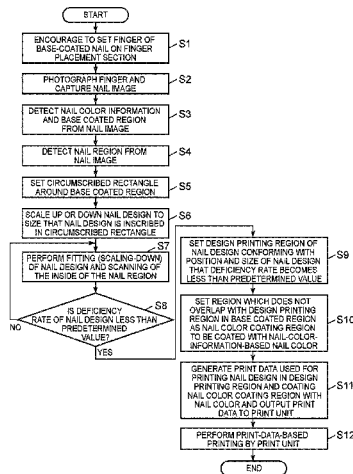 START
ENCOURAGE TO SET FINGER OF
BASE-COATED NAIL ON FINGER
PLACEMENT SECTION
S1
PHOTOGRAPH FINGER AND
CAPTURE NAIL IMAGE
S2
DETECT NAIL COLOR INFORMATION
AND BASE COATED REGION
FROM NAIL IMAGE
S3
DETECT NAIL REGION FROM
NAIL IMAGE
S4
SET CIRCUMSCRIBED RECTANGLE
AROUND BASE COATED REGION
S5
SCALE UP OR DOWN NAIL DESIGN TO
SIZE THAT NAIL DESIGN IS INSCRIBED
IN CIRCUMSCRIBED RECTANGLE
S6
S7
PERFORM FITTING (SCALING-DOWN)
OF NAIL DESIGN AND SCANNING OF
THE INSIDE OF THE NAIL REGION
S8
IS DEFICIENCY
RATE OF NAIL DESIGN LESS THAN
PREDETERMINED
VALUE?
NO
YES
SET DESIGN PRINTING REGION OF
NAIL DESIGN CONFORMING WITH
POSITION AND SIZE OF NAIL DESIGN
THAT DEFICIENCY RATE BECOMES
LESS THAN PREDETERMINED VALUE
S9
SET REGION WHICH DOES NOT
OVERLAP WITH DESIGN PRINTING
REGION IN BASE COATED REGION
AS NAIL COLOR COATING REGION
TO BE COATED WITH NAIL-COLOR-
INFORMATION-BASED NAIL COLOR
S10
GENERATE PRINT DATA USED FOR
PRINTING NAIL DESIGN IN DESIGN
PRINTING REGION AND COATING
NAIL COLOR COATING REGION WITH
NAIL COLOR AND OUTPUT PRINT
DATA TO PRINT UNIT
S11
PERFORM PRINT-DATA-BASED
PRINTING BY PRINT UNIT
S12
END